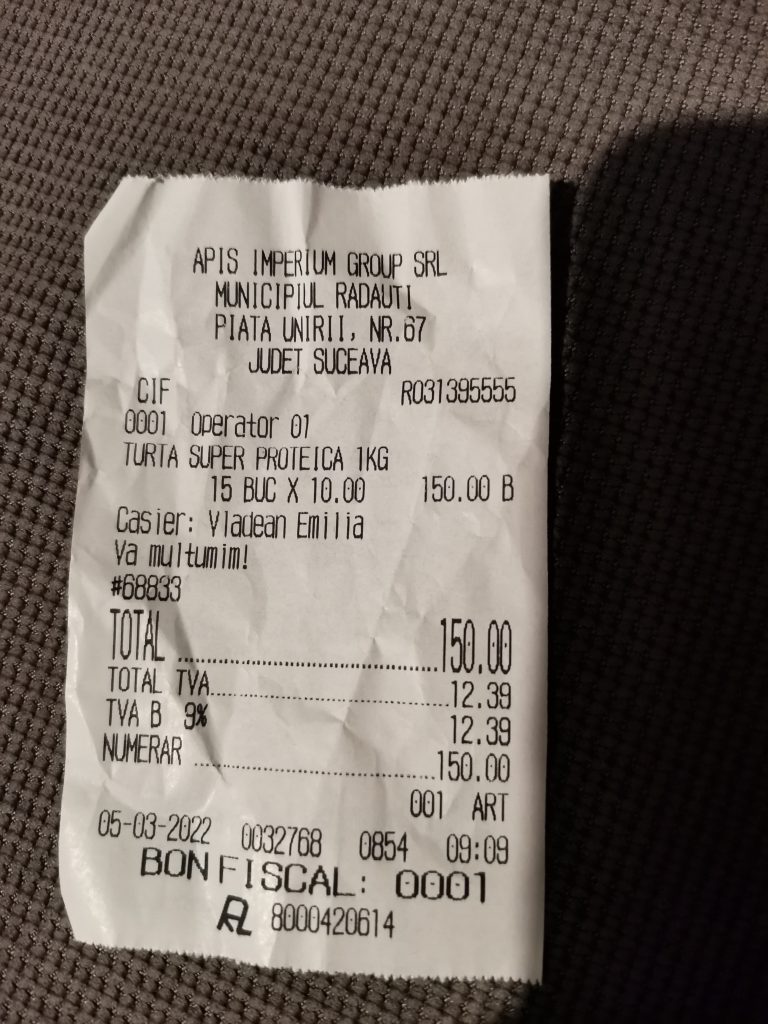 APIS IMPERIUM GROUP SRL
MUNICIPIUL RADAUTI
PIATA UNIRII, NR.67
JUDET SUCEAVA
CIF RO31395555
0001 Operator 01
TURTA SUPER PROTEICA 1KG
15 BUC X 10.00 150.00 B
Casier: Vladean Emilia
Va multumim!
#68833
TOTAL 150.00
TOTAL TVA 12.39
TVA B 9% 12.39
NUMERAR 150.00
001 ART
05-03-2022 0032768 0854 09:09
BON FISCAL: 0001
8000420614